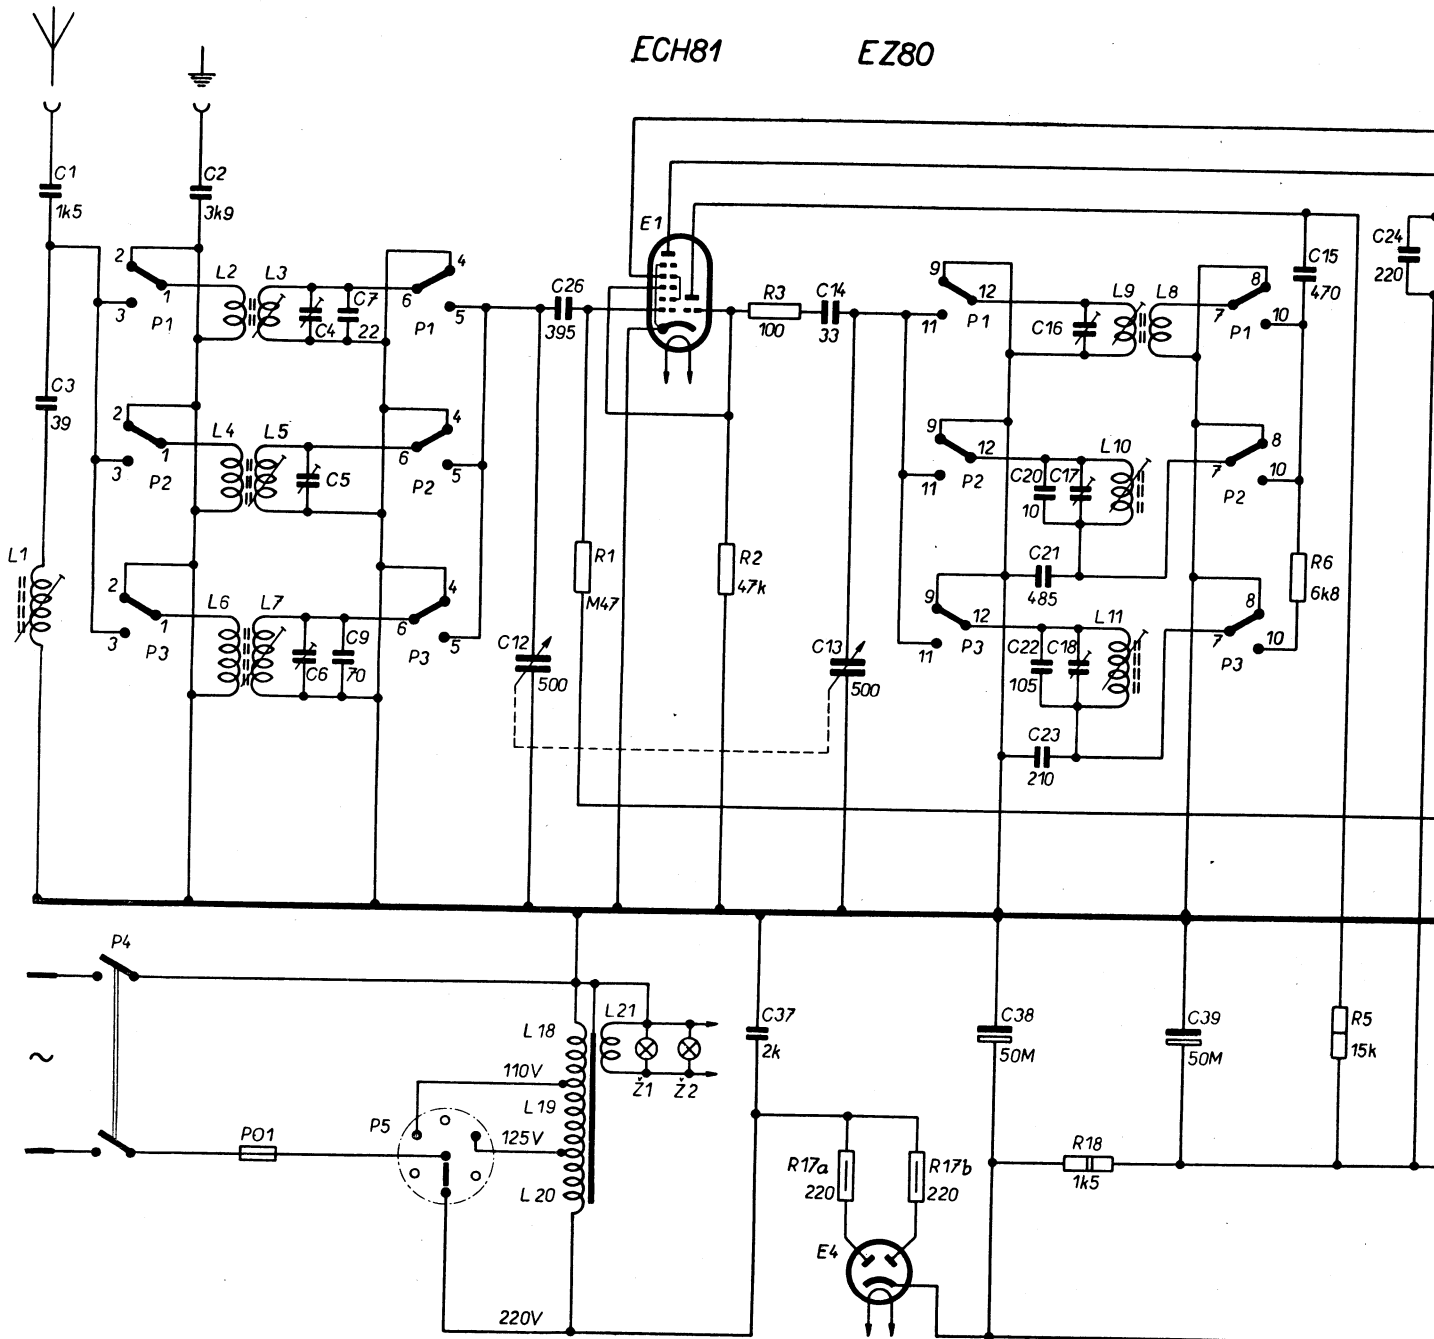 ECH81 EZ80
C1
1k5
C2
3k9
E1
C24
220
2 L2 L3 C7 4
1 6
3 P1 C4 22 P1 5
C26
395
R3
100
C14
33
9 12
11 P1 C16 L9 L8 8
7 P1 10
C15
470
C3
39
2 L4 L5 4
1 6
3 P2 C5 P2 5
9 12 L10 8
C20 C17 7 10
11 P2 10 P2
L1
R1
M47
R2
47k
C21
485
R6
6k8
2 L6 L7 4
1 C9 6
3 P3 C6 70 P3 5
C12
500
C13
500
9 12 L11 8
C22 C18 7 10
11 P3 105 P3
C23
210
P4
~
L18 L21
C37
2k
C38
50M
C39
50M
R5
15k
110V Ž1 Ž2
L19
P5 125V
PO1
L20
R17a
220
R17b
220
R18
1k5
E4
220V